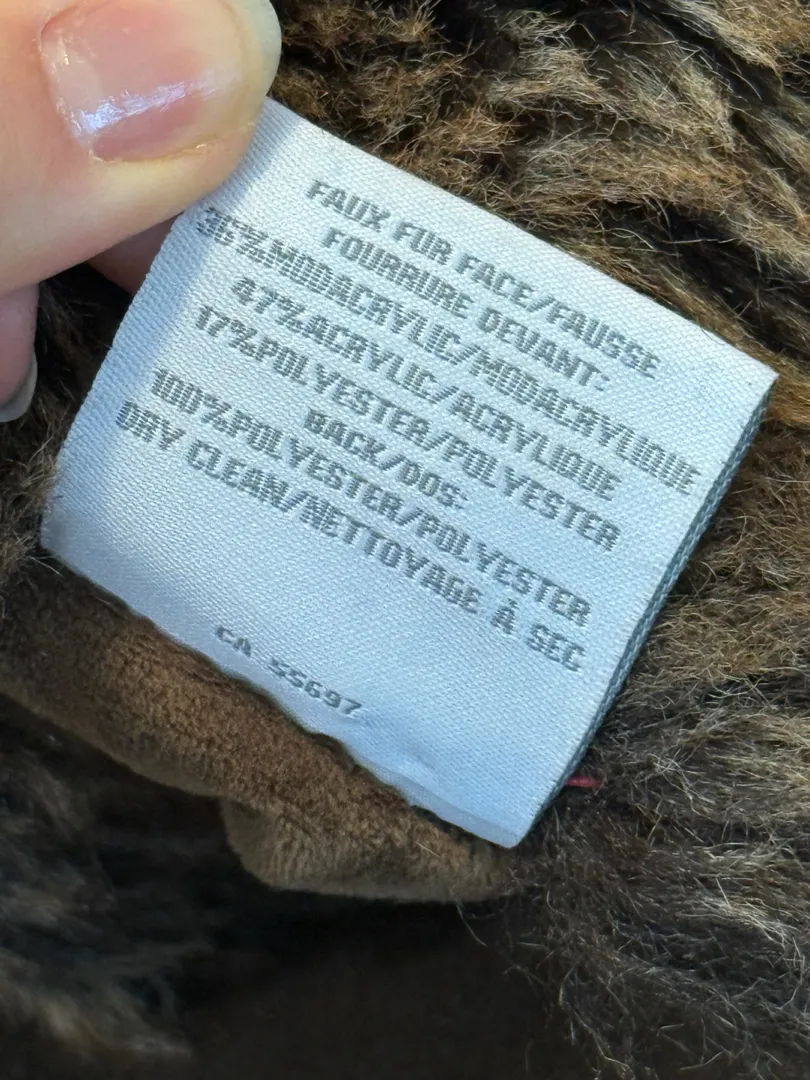 FAUX FUR FACE/FAUSSE
FOURRURE DEVANT:
36%MODACRYLIC/MODACRYLIQUE
47%ACRYLIC/ACRYLIQUE
17%POLYESTER/POLYESTER
BACK/DOS:
100%POLYESTER/POLYESTER
DRY CLEAN/NETTOYAGE À SEC
CA 55697